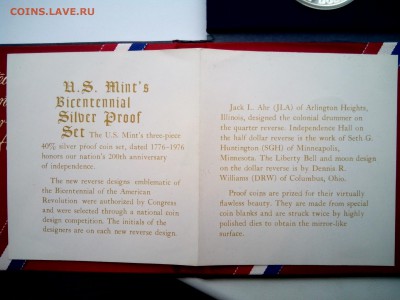 COINS.LAVE.RU
U.S. Mint's
Bicentennial
Silver Proof
Set The U.S. Mint's three-piece
40% silver proof coin set, dated 1776-1976
honors our nation's 200th anniversary
of independence.
The new reverse designs emblematic of
the Bicentennial of the American
Revolution were authorized by Congress
and were selected through a national coin
design competition. The initials of the
designers are on each new reverse design.
Jack L. Ahr (JLA) of Arlington Heights,
Illinois, designed the colonial drummer on
the quarter reverse. Independence Hall on
the half dollar reverse is the work of Seth G.
Huntington (SGH) of Minneapolis,
Minnesota. The Liberty Bell and moon design
on the dollar reverse is by Dennis R.
Williams (DRW) of Columbus, Ohio.
Proof coins are prized for their virtually
flawless beauty. They are made from special
coin blanks and are struck twice by highly
polished dies to obtain the mirror-like
surface.